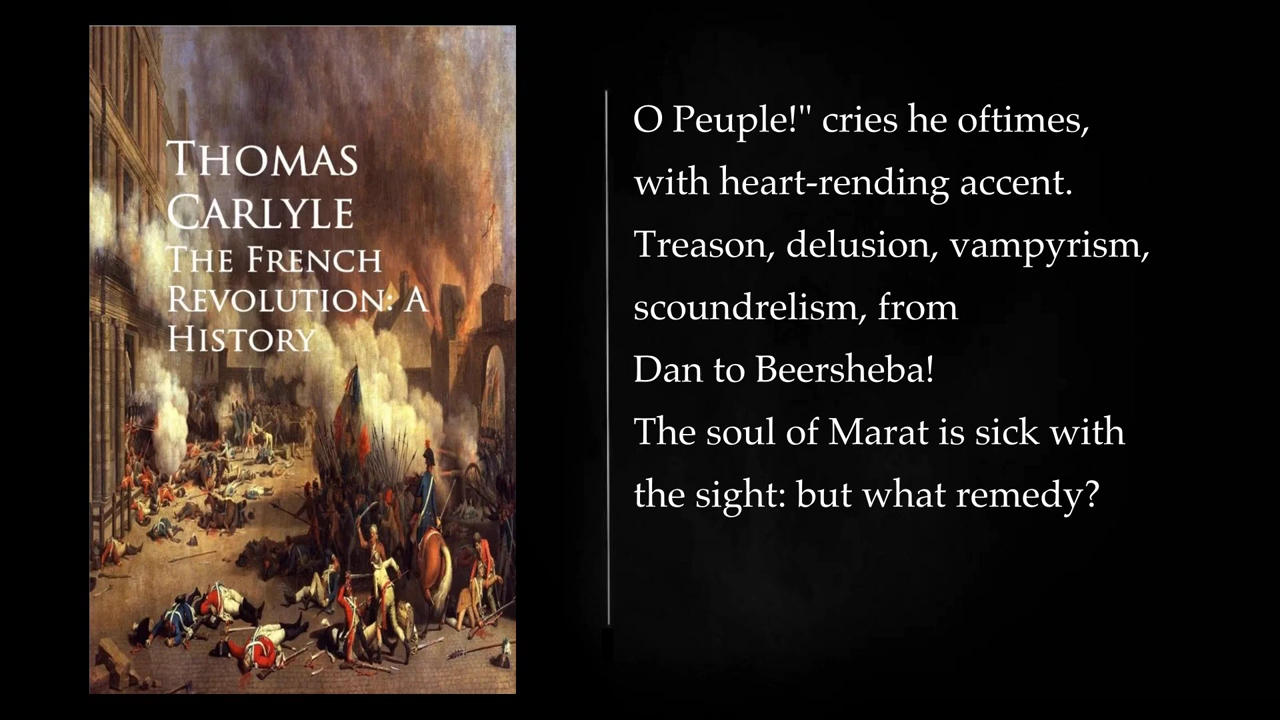 THOMAS
CARLYLE
THE FRENCH
REVOLUTION: A
HISTORY
O Peuple!" cries he oftimes,
with heart-rending accent.
Treason, delusion, vampyrism,
scoundrelism, from
Dan to Beersheba!
The soul of Marat is sick with
the sight: but what remedy?